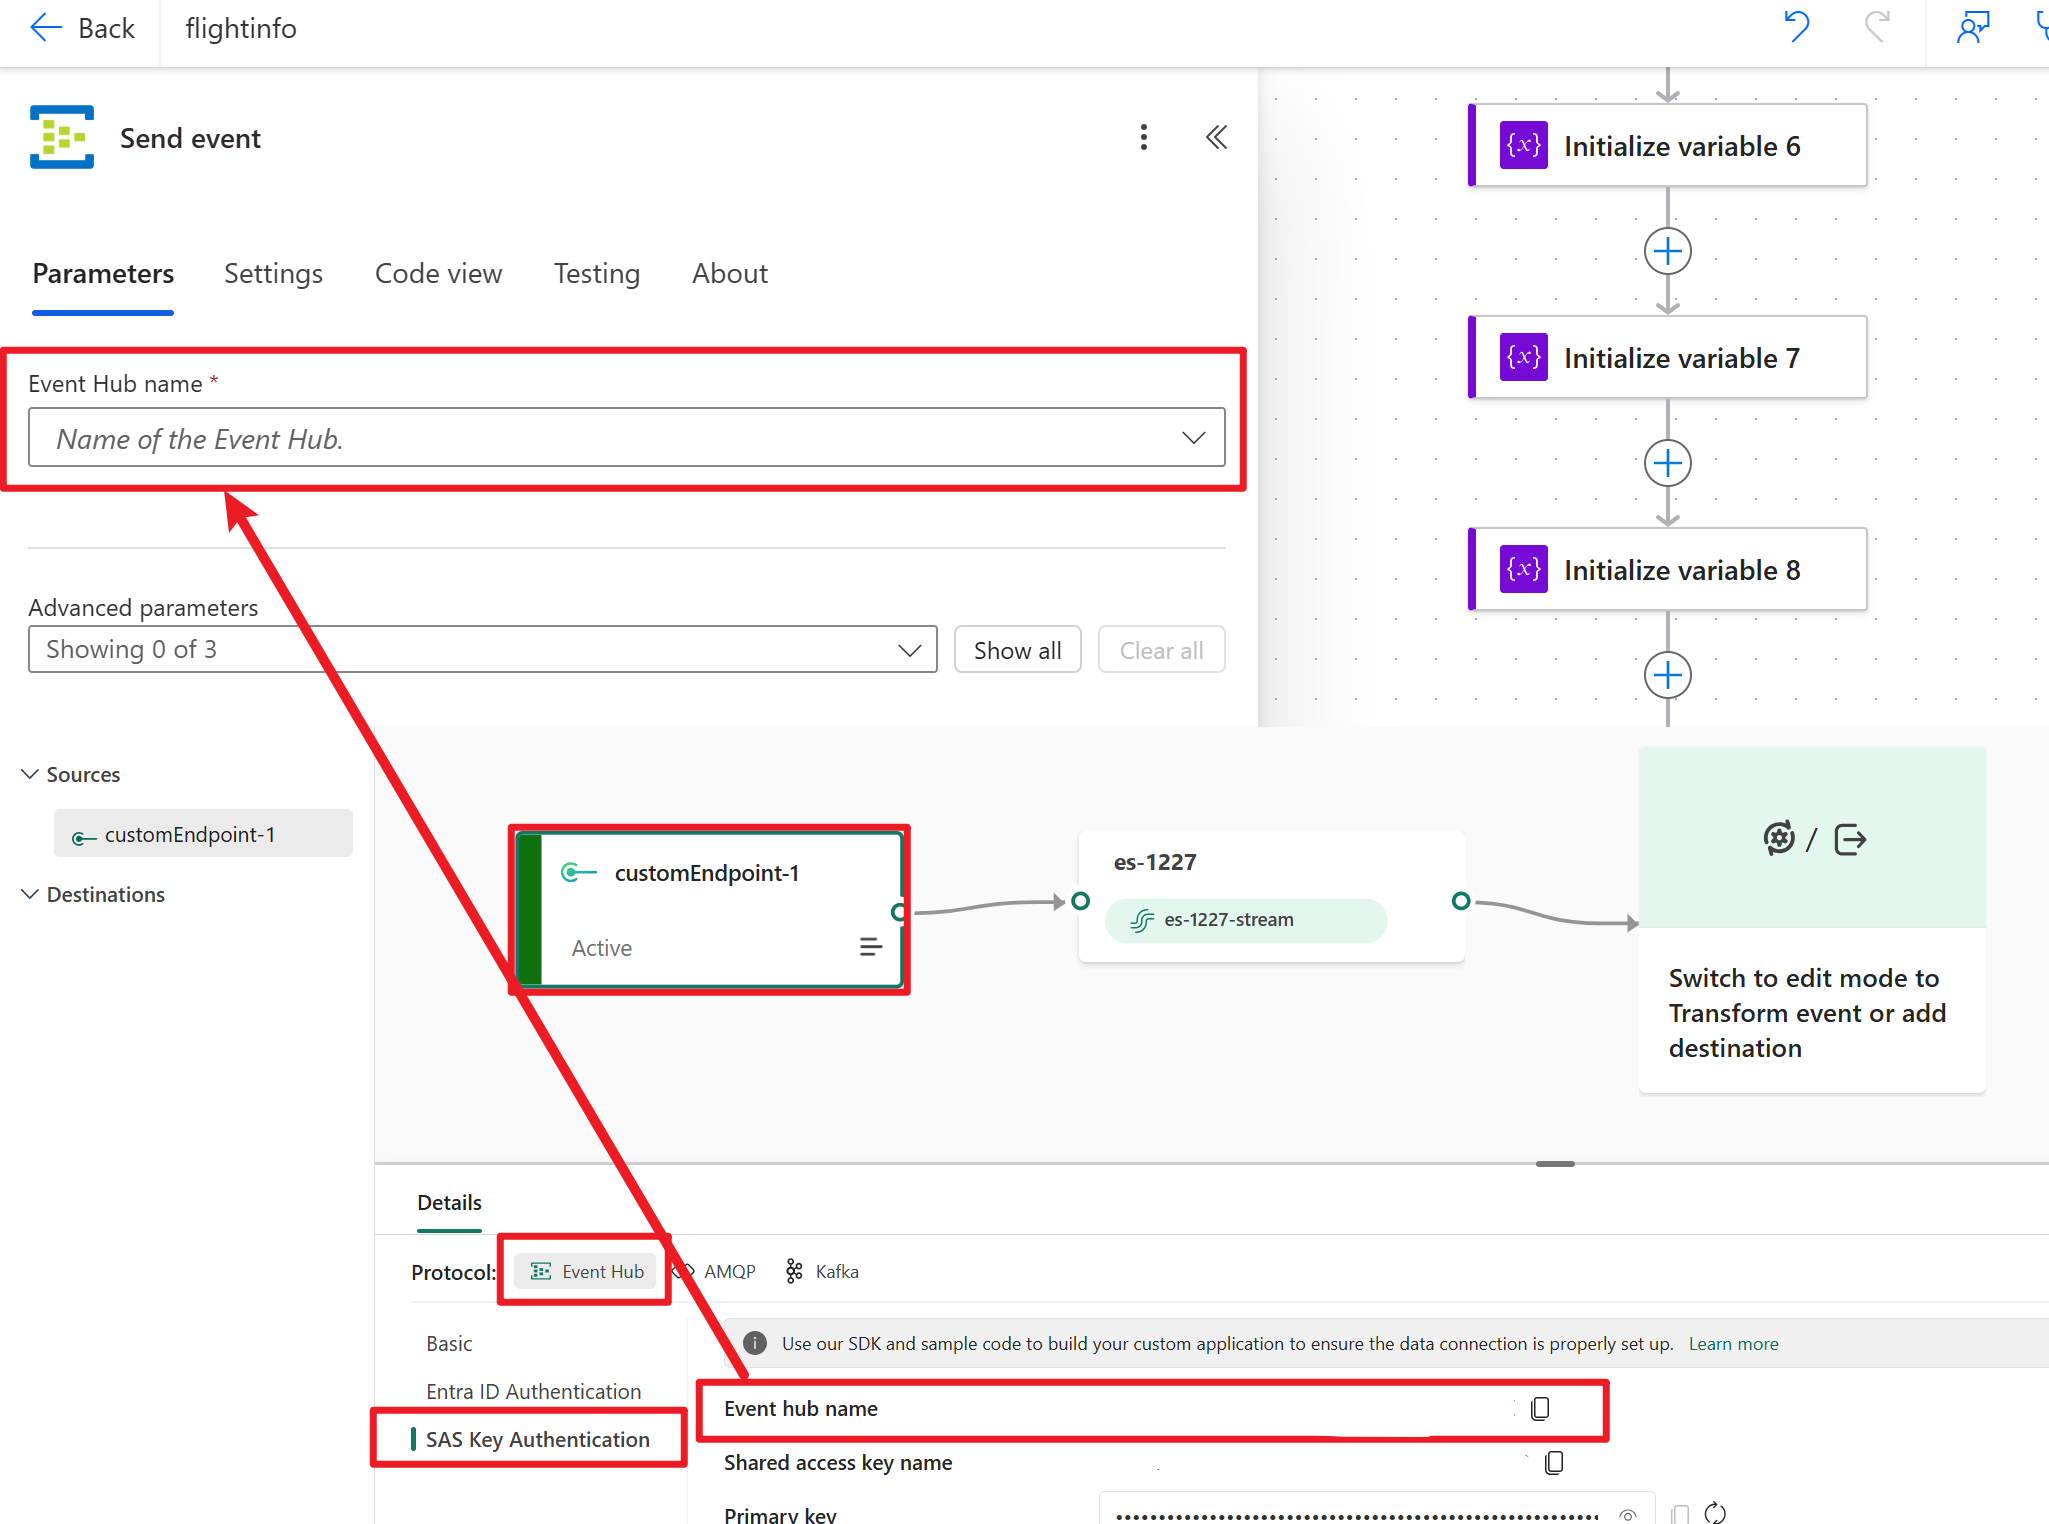 Back
flightinfo
Send event
Parameters
Settings
Code view
Testing
About
Event Hub name *
Name of the Event Hub.
Advanced parameters
Showing 0 of 3
Show all
Clear all
{x} Initialize variable 6
{x} Initialize variable 7
{x} Initialize variable 8
Sources
customEndpoint-1
Destinations
customEndpoint-1
Active
es-1227
es-1227-stream
/
Switch to edit mode to
Transform event or add
destination
Details
Protocol:
Event Hub
AMQP
Kafka
Basic
Entra ID Authentication
SAS Key Authentication
Use our SDK and sample code to build your custom application to ensure the data connection is properly set up. Learn more
Event hub name
Shared access key name
Primary key